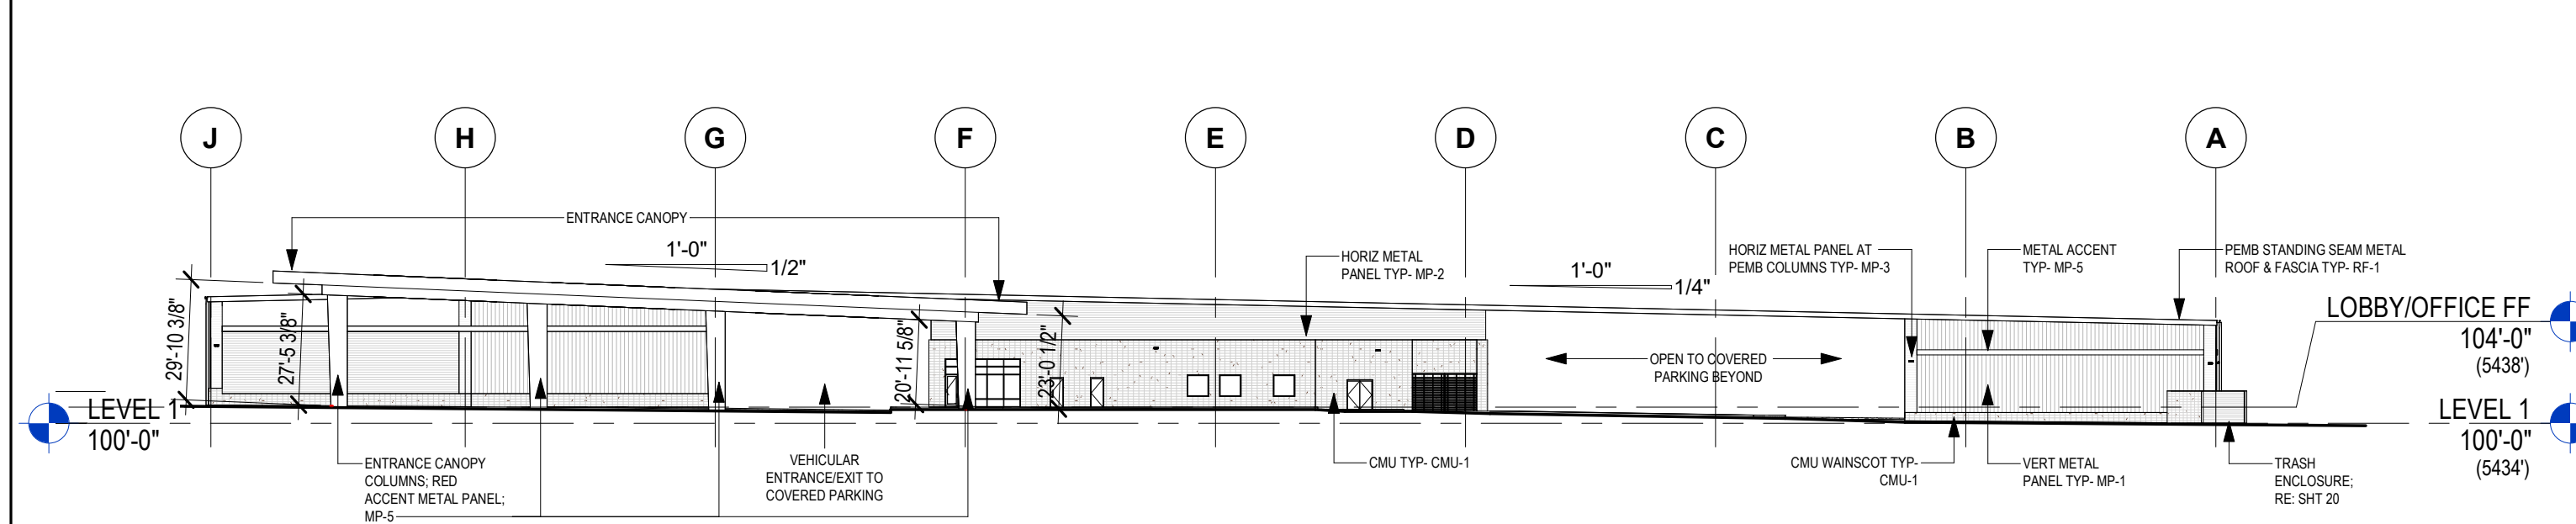 J
H
G
F
E
D
C
B
A
ENTRANCE CANOPY
1'-0"
1/2"
HORIZ METAL
PANEL TYP- MP-2
1'-0"
1/4"
HORIZ METAL PANEL AT
PEMB COLUMNS TYP- MP-3
METAL ACCENT
TYP- MP-5
PEMB STANDING SEAM METAL
ROOF & FASCIA TYP- RF-1
29'-10 3/8"
27'-5 3/8"
20'-11 5/8"
23'-0 1/2"
OPEN TO COVERED
PARKING BEYOND
LOBBY/OFFICE FF
104'-0"
(5438')
LEVEL 1
100'-0"
LEVEL 1
100'-0"
(5434')
ENTRANCE CANOPY
COLUMNS; RED
ACCENT METAL PANEL;
MP-5
VEHICULAR
ENTRANCE/EXIT TO
COVERED PARKING
CMU TYP- CMU-1
CMU WAINSCOT TYP-
CMU-1
VERT METAL
PANEL TYP- MP-1
TRASH
ENCLOSURE;
RE: SHT 20